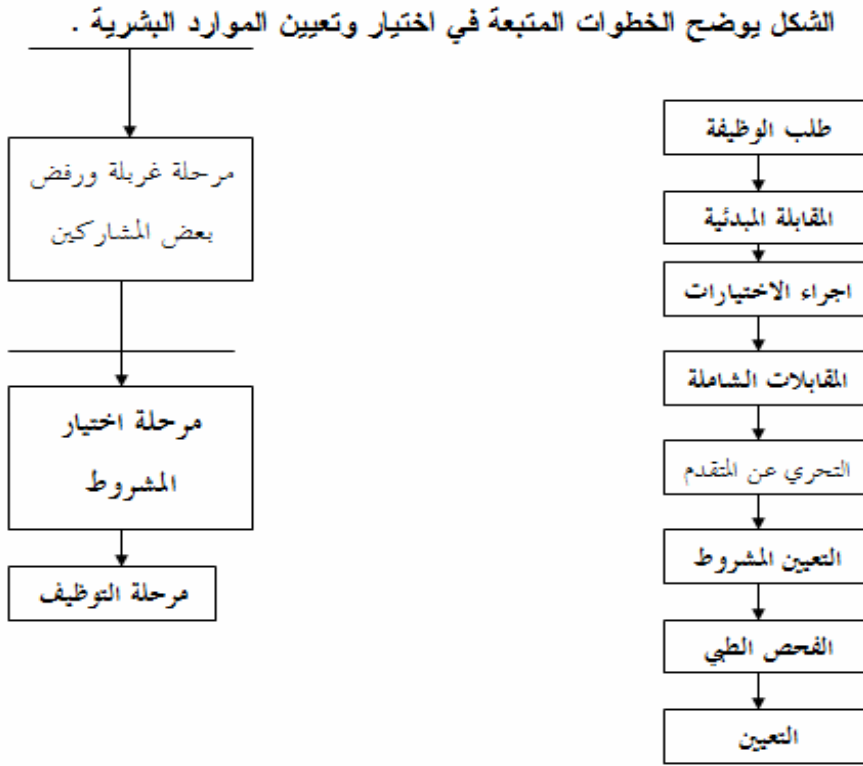 الشكل يوضح الخطوات المتبعة في اختيار وتعيين الموارد البشرية .
طلب الوظيفة
المقابلة المبدئية
اجراء الاختيارات
المقابلات الشاملة
التحري عن المتقدم
التعيين المشروط
الفحص الطبي
التعيين
مرحلة غربلة ورفض
بعض المشاركين
مرحلة اختيار
المشروط
مرحلة التوظيف